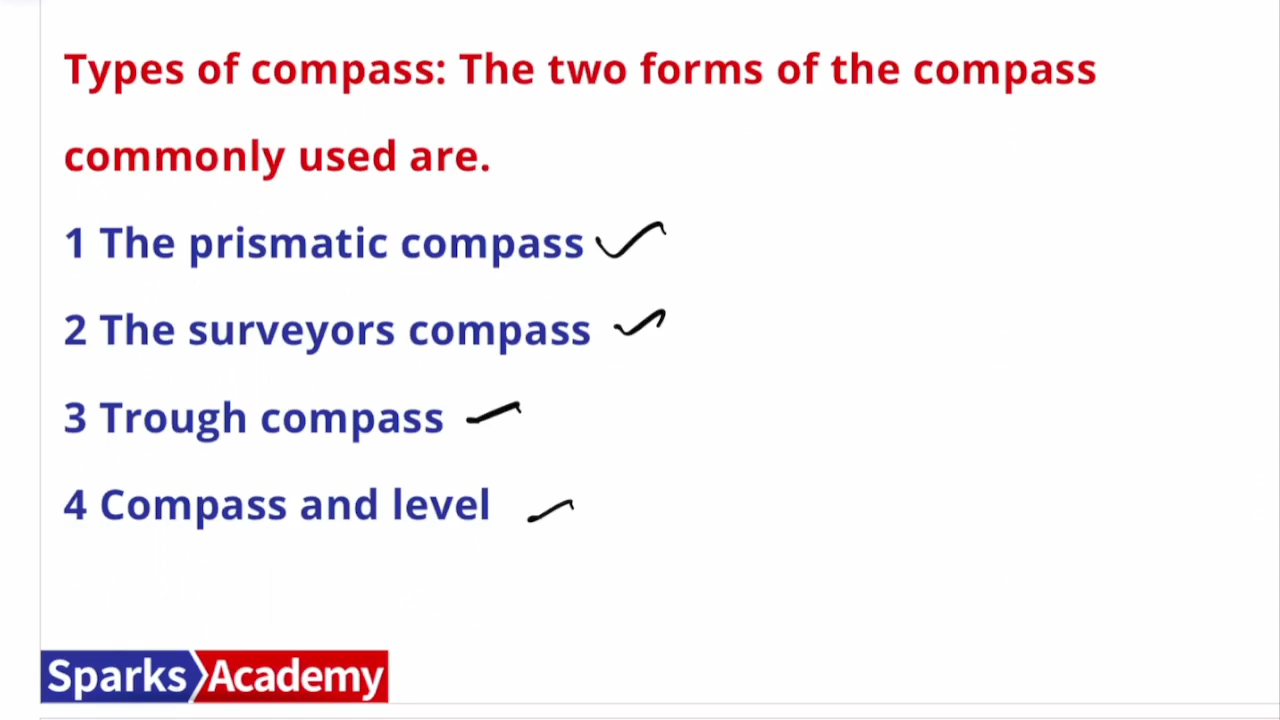 Types of compass: The two forms of the compass
commonly used are.
1 The prismatic compass
2 The surveyors compass
3 Trough compass
4 Compass and level
Sparks Academy